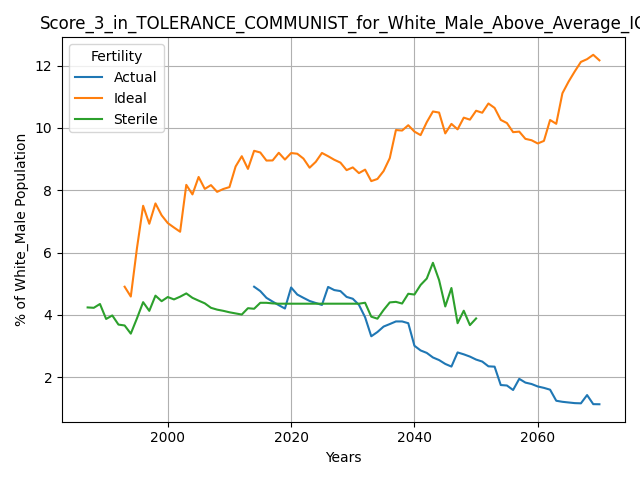 Score_3_in_TOLERANCE_COMMUNIST_for_White_Male_Above_Average_IQ
Fertility
Actual
Ideal
Sterile
% of White_Male Population
12
10
8
6
4
2
2000
2020
2040
2060
Years